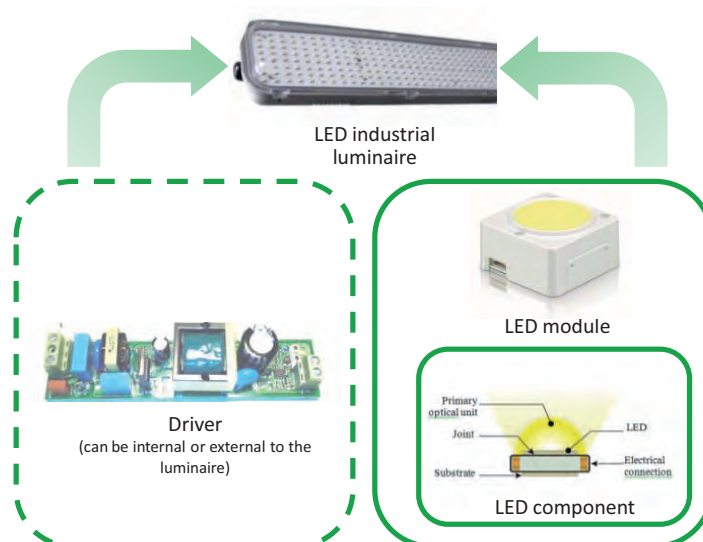 LED industrial
luminaire
LED module
Driver
(can be internal or external to the
luminaire)
Primary
optical unit
Joint
LED
Substrate
Electrical
connection
LED component